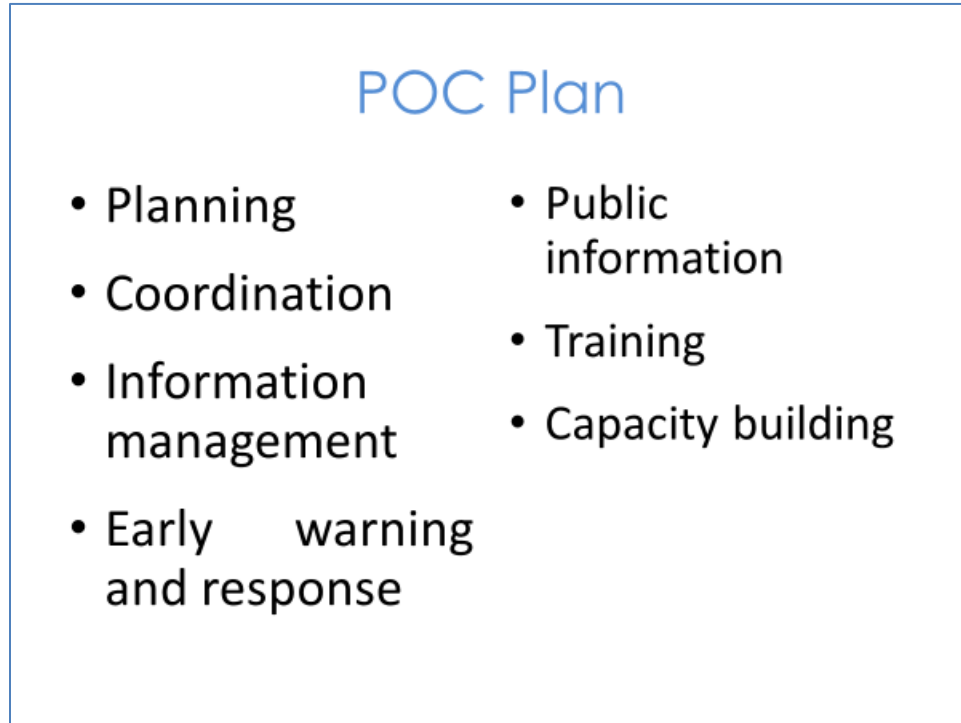 POC Plan
• Planning
• Coordination
• Information
management
• Early warning
and response
• Public
information
• Training
• Capacity building